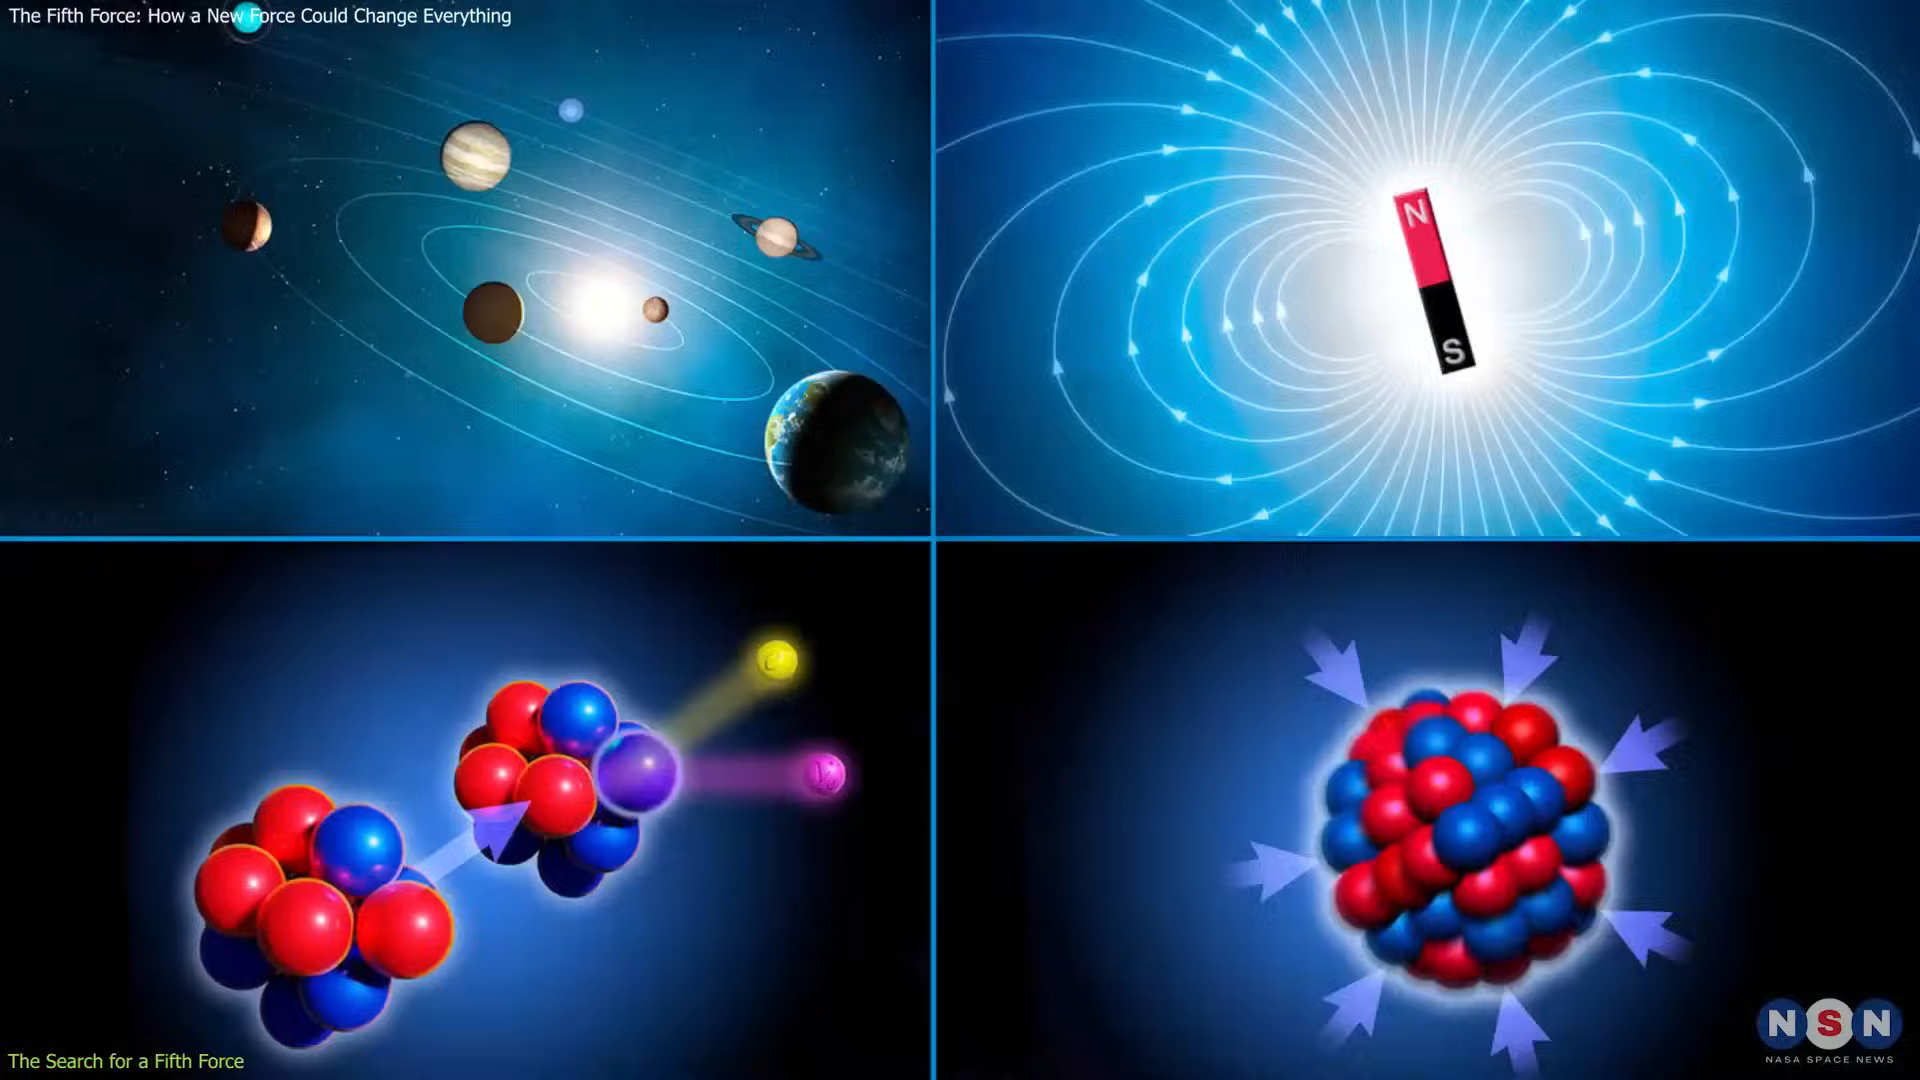 The Fifth Force: How a New Force Could Change Everything
N
S
The Search for a Fifth Force
NSN
NASA SPACE NEWS